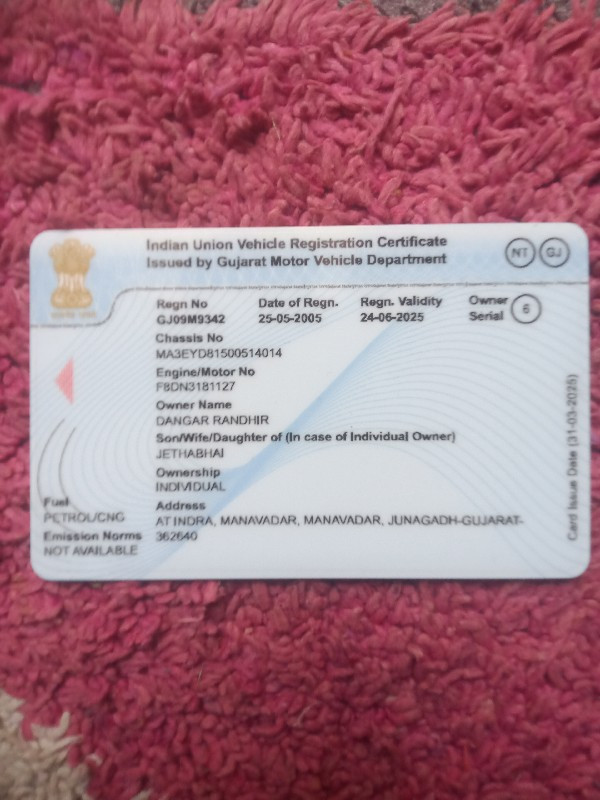 Indian Union Vehicle Registration Certificate
Issued by Gujarat Motor Vehicle Department
NT GJ
Regn No Date of Regn. Regn. Validity Owner Serial 6
GJ09M9342 25-05-2005 24-06-2025
Chassis No
MA3EYD81500514014
Engine/Motor No
F8DN3181127
Owner Name
DANGAR RANDHIR
Son/Wife/Daughter of (In case of Individual Owner)
JETHABHAI
Ownership
INDIVIDUAL
Fuel
PETROL/CNG
Emission Norms
NOT AVAILABLE
Address
AT INDRA, MANAVADAR, MANAVADAR, JUNAGADH-GUJARAT-
362640
Card Issue Date (31-03-2025)